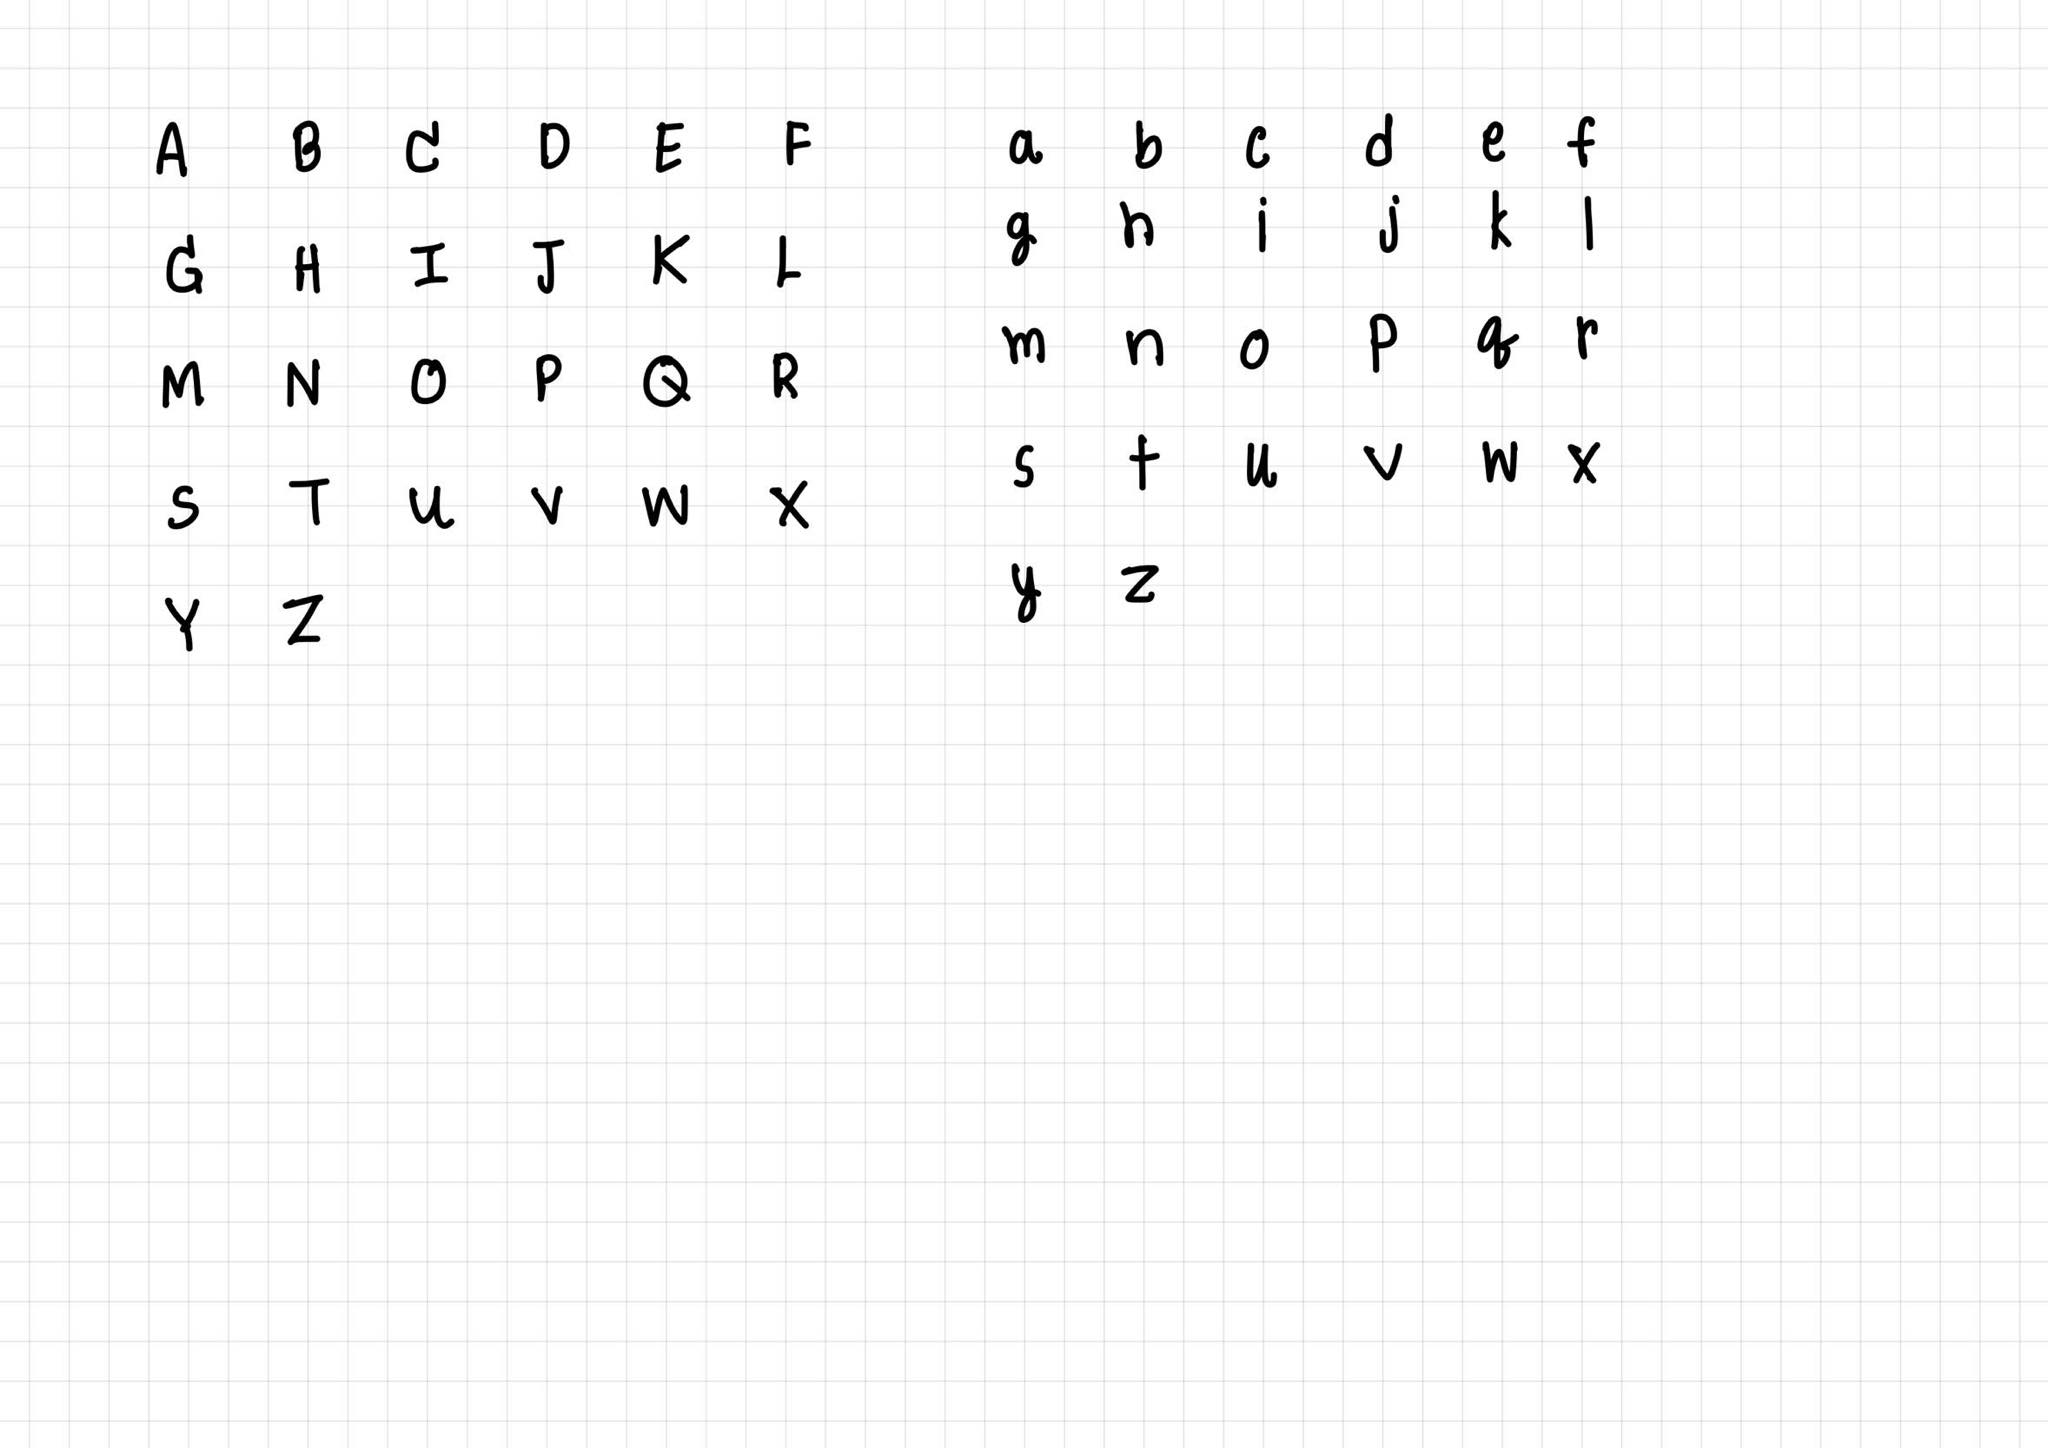 A B C D E F
G H I J K L
M N O P Q R
S T U V W X
Y Z
a b c d e f
g h i j k l
m n o p q r
s t u v w x
y z